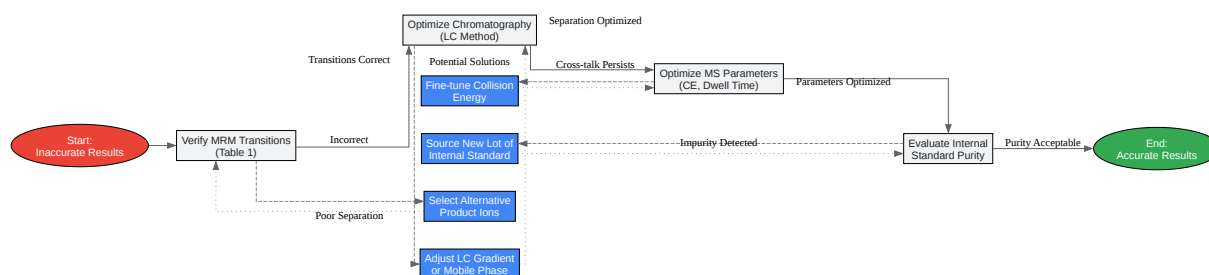 Optimize Chromatography
(LC Method)
Separation Optimized
Transitions Correct
Potential Solutions
Cross-talk Persists
Optimize MS Parameters
(CE, Dwell Time)
Parameters Optimized
Fine-tune Collision
Energy
Start:
Inaccurate Results
Verify MRM Transitions
(Table 1)
Incorrect
Source New Lot of
Internal Standard
Impurity Detected
Evaluate Internal
Standard Purity
Purity Acceptable
End:
Accurate Results
Select Alternative
Product Ions
Poor Separation
Adjust LC Gradient
or Mobile Phase